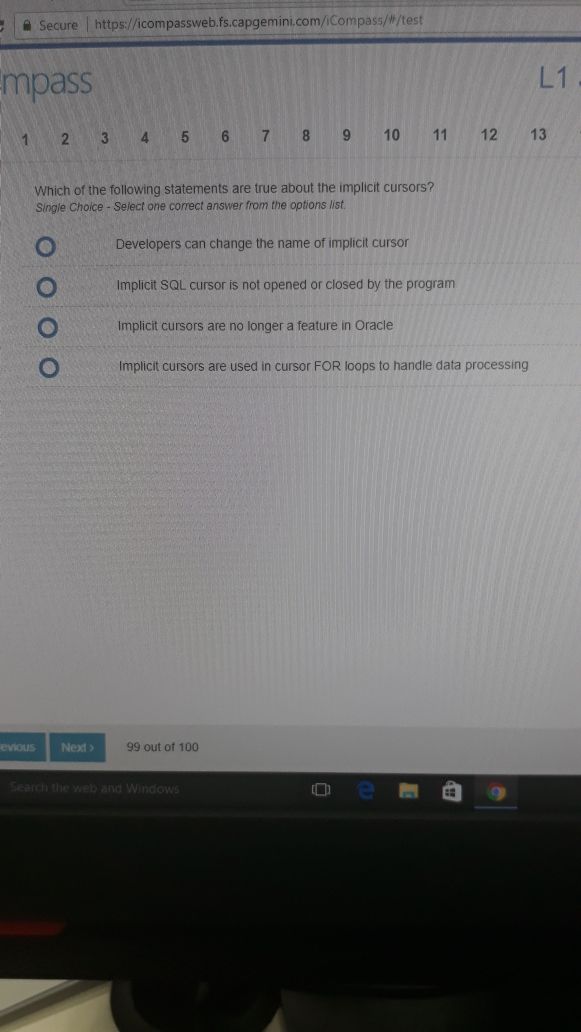 Secure | https://icompassweb.fs.capgemini.com/iCompass/#/test
mpass
L1
1 2 3 4 5 6 7 8 9 10 11 12 13
Which of the following statements are true about the implicit cursors?
Single Choice - Select one correct answer from the options list.
Developers can change the name of implicit cursor
Implicit SQL cursor is not opened or closed by the program
Implicit cursors are no longer a feature in Oracle
Implicit cursors are used in cursor FOR loops to handle data processing
evious Next > 99 out of 100
Search the web and Windows